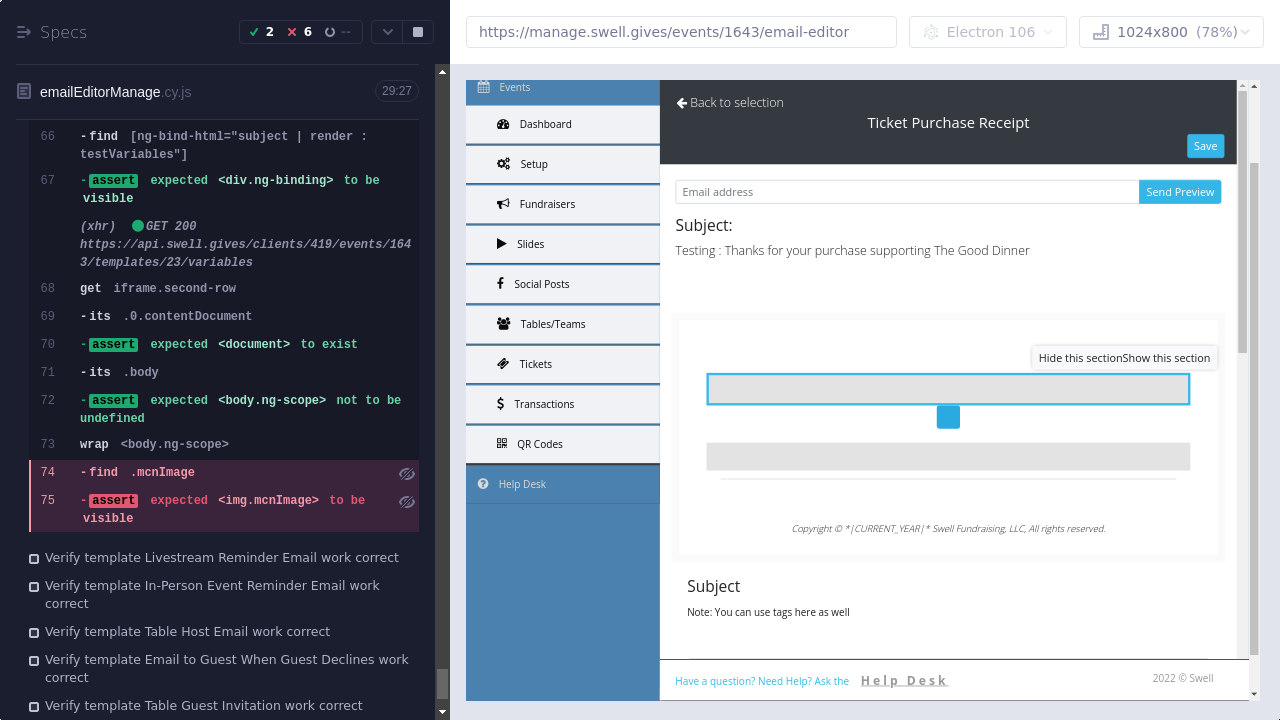 Specs
2
6
--
https://manage.swell.gives/events/1643/email-editor
Electron 106
1024x800 (78%)
emailEditorManage.cy.js
29:27
66 -find [ng-bind-html="subject | render :
testVariables"]
67 -assert expected <div.ng-binding> to be
visible
(xhr) GET 200
https://api.swell.gives/clients/419/events/164
3/templates/23/variables
68 get iframe.second-row
69 -its .0.contentDocument
70 -assert expected <document> to exist
71 -its .body
72 -assert expected <body.ng-scope> not to be
undefined
73 wrap <body.ng-scope>
74 -find .mcnImage
75 -assert expected <img.mcnImage> to be
visible
Verify template Livestream Reminder Email work correct
Verify template In-Person Event Reminder Email work
correct
Verify template Table Host Email work correct
Verify template Email to Guest When Guest Declines work
correct
Verify template Table Guest Invitation work correct
Events
Dashboard
Setup
Fundraisers
Slides
Social Posts
Tables/Teams
Tickets
Transactions
QR Codes
Help Desk
Back to selection
Ticket Purchase Receipt
Save
Email address
Send Preview
Subject:
Testing : Thanks for your purchase supporting The Good Dinner
Hide this sectionShow this section
Copyright © *|CURRENT_YEAR|* Swell Fundraising, LLC, All rights reserved.
Subject
Note: You can use tags here as well
Have a question? Need Help? Ask the Help Desk
2022 © Swell